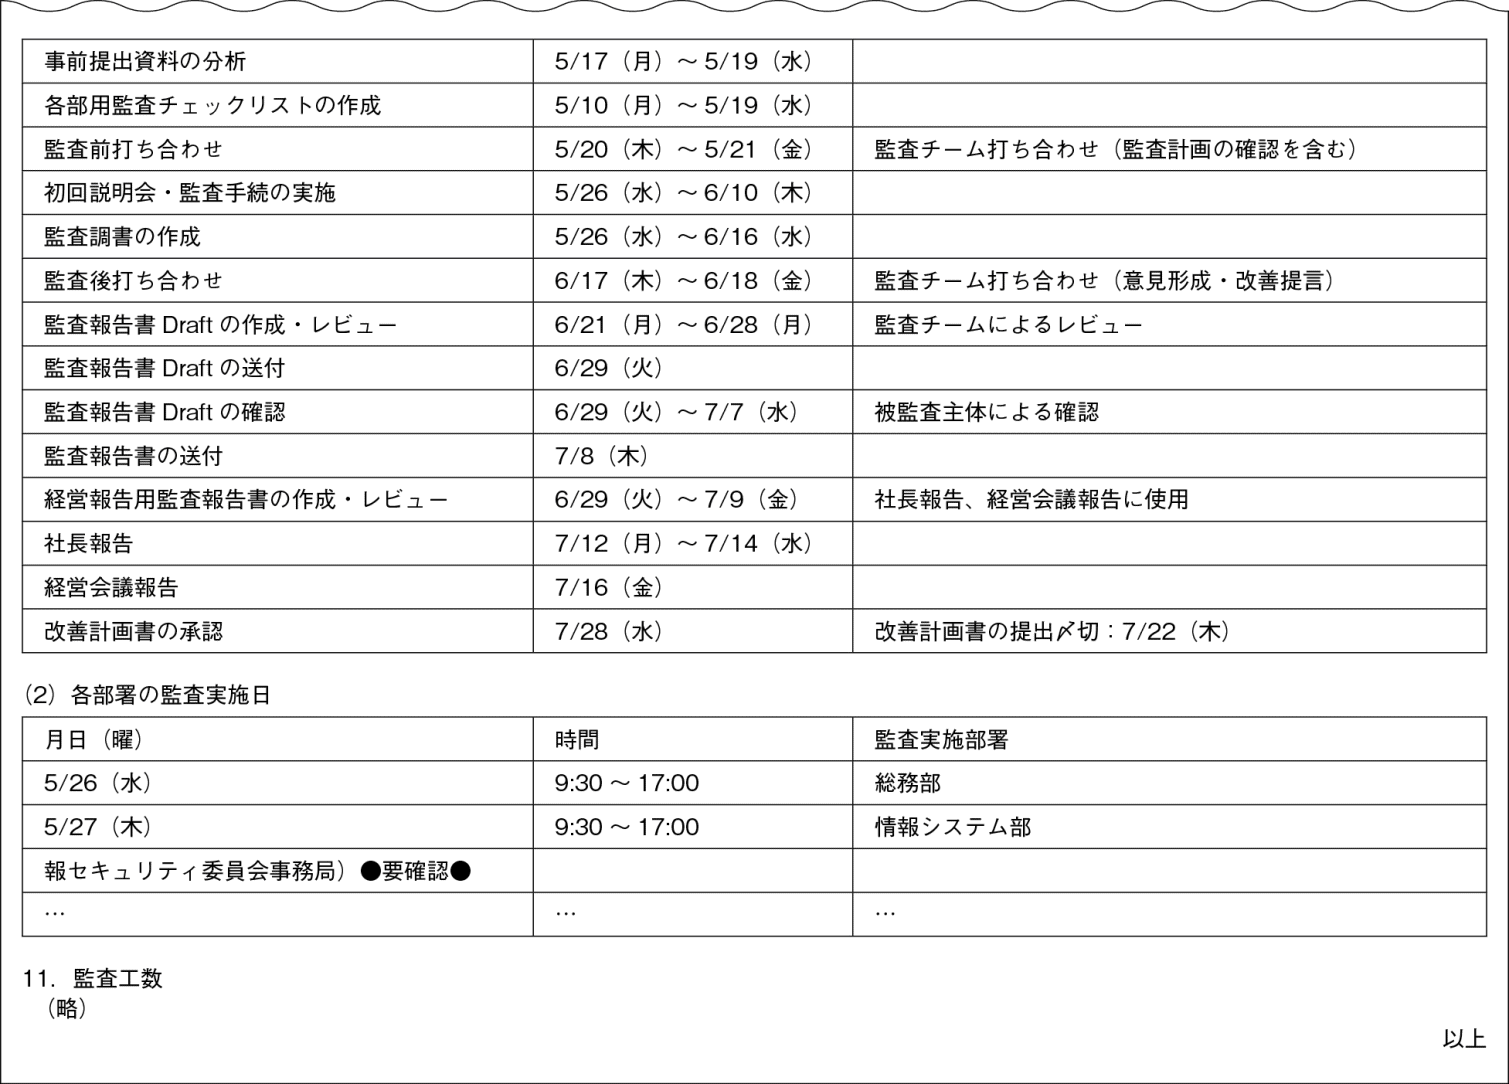 事前提出資料の分析 5/17（月）～ 5/19（水）
各部用監査チェックリストの作成 5/10（月）～ 5/19（水）
監査前打ち合わせ 5/20（木）～ 5/21（金） 監査チーム打ち合わせ（監査計画の確認を含む）
初回説明会・監査手続の実施 5/26（水）～ 6/10（木）
監査調書の作成 5/26（水）～ 6/16（水）
監査後打ち合わせ 6/17（木）～ 6/18（金） 監査チーム打ち合わせ（意見形成・改善提言）
監査報告書 Draft の作成・レビュー 6/21（月）～ 6/28（月） 監査チームによるレビュー
監査報告書 Draft の送付 6/29（火）
監査報告書 Draft の確認 6/29（火）～ 7/7（水） 被監査主体による確認
監査報告書の送付 7/8（木）
経営報告用監査報告書の作成・レビュー 6/29（火）～ 7/9（金） 社長報告、経営会議報告に使用
社長報告 7/12（月）～ 7/14（水）
経営会議報告 7/16（金）
改善計画書の承認 7/28（水） 改善計画書の提出〆切：7/22（木）
（2）各部署の監査実施日
月日（曜） 時間 監査実施部署
5/26（水） 9:30 ～ 17:00 総務部
5/27（木） 9:30 ～ 17:00 情報システム部
報セキュリティ委員会事務局）●要確認●
… … …
11．監査工数
（略）
以上